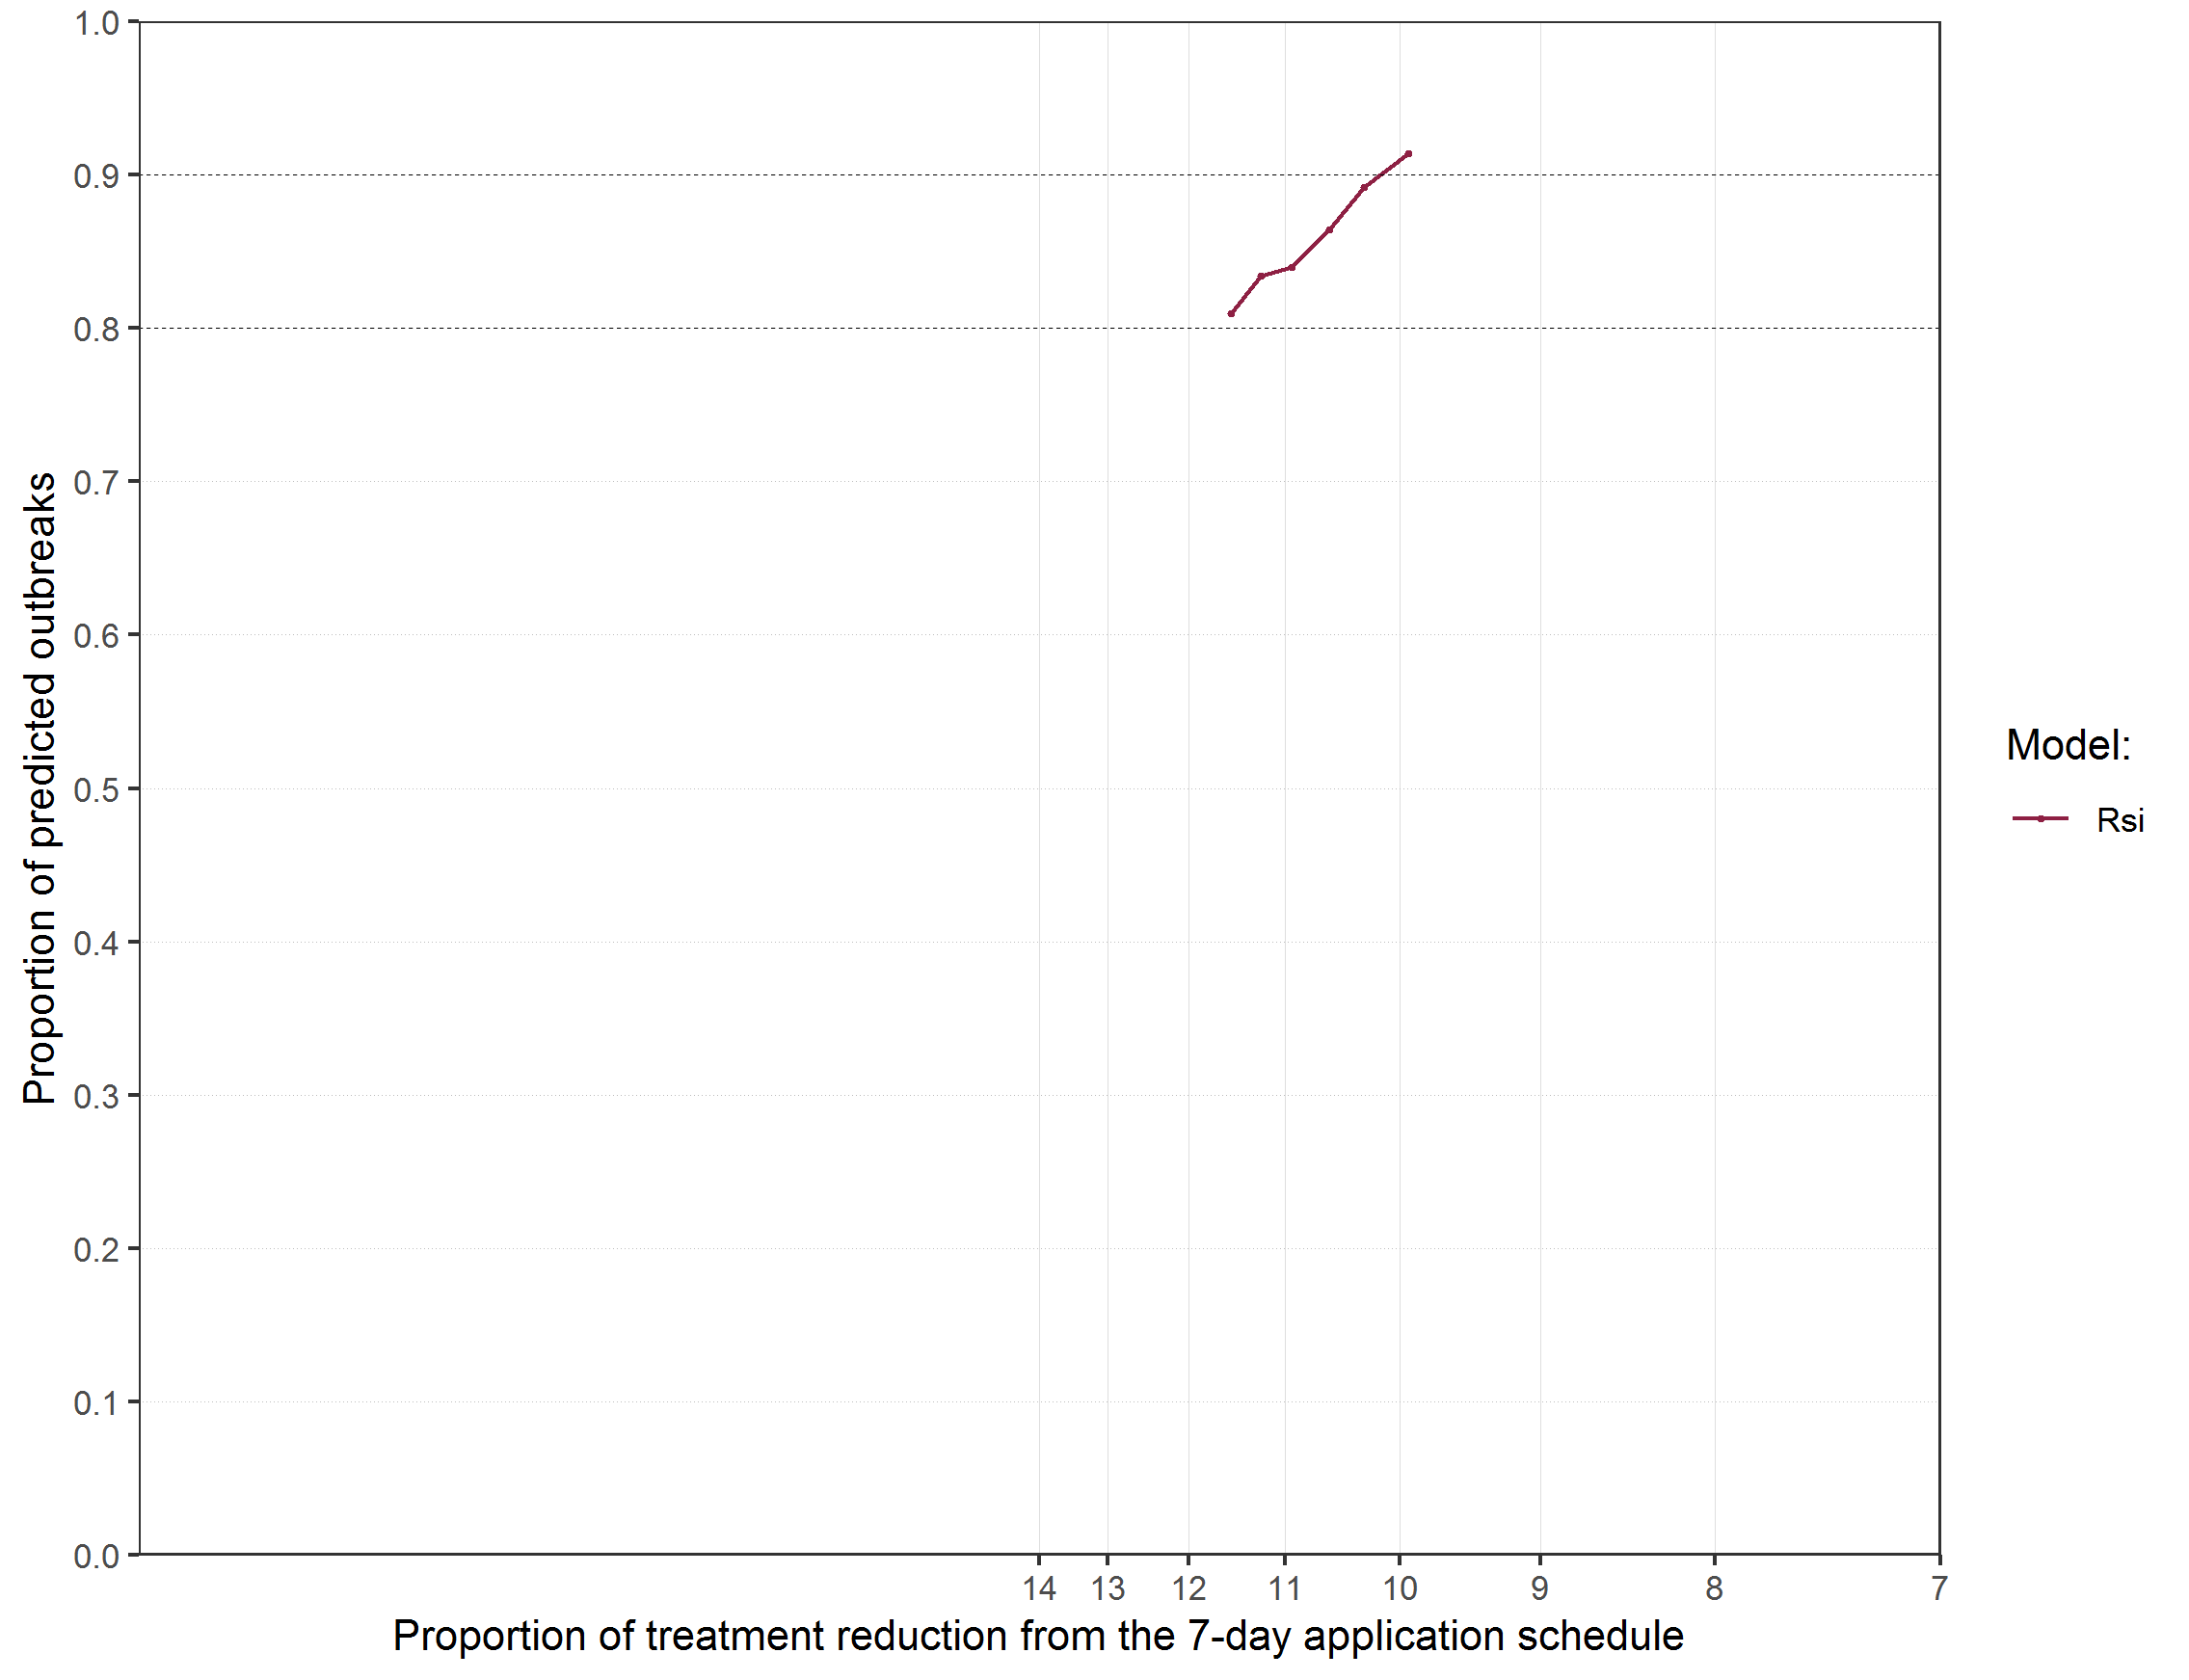 1.0
0.9
0.8
0.7
0.6
0.5
0.4
0.3
0.2
0.1
0.0
Proportion of predicted outbreaks
14 13 12 11 10 9 8 7
Proportion of treatment reduction from the 7-day application schedule
Model:
Rsi